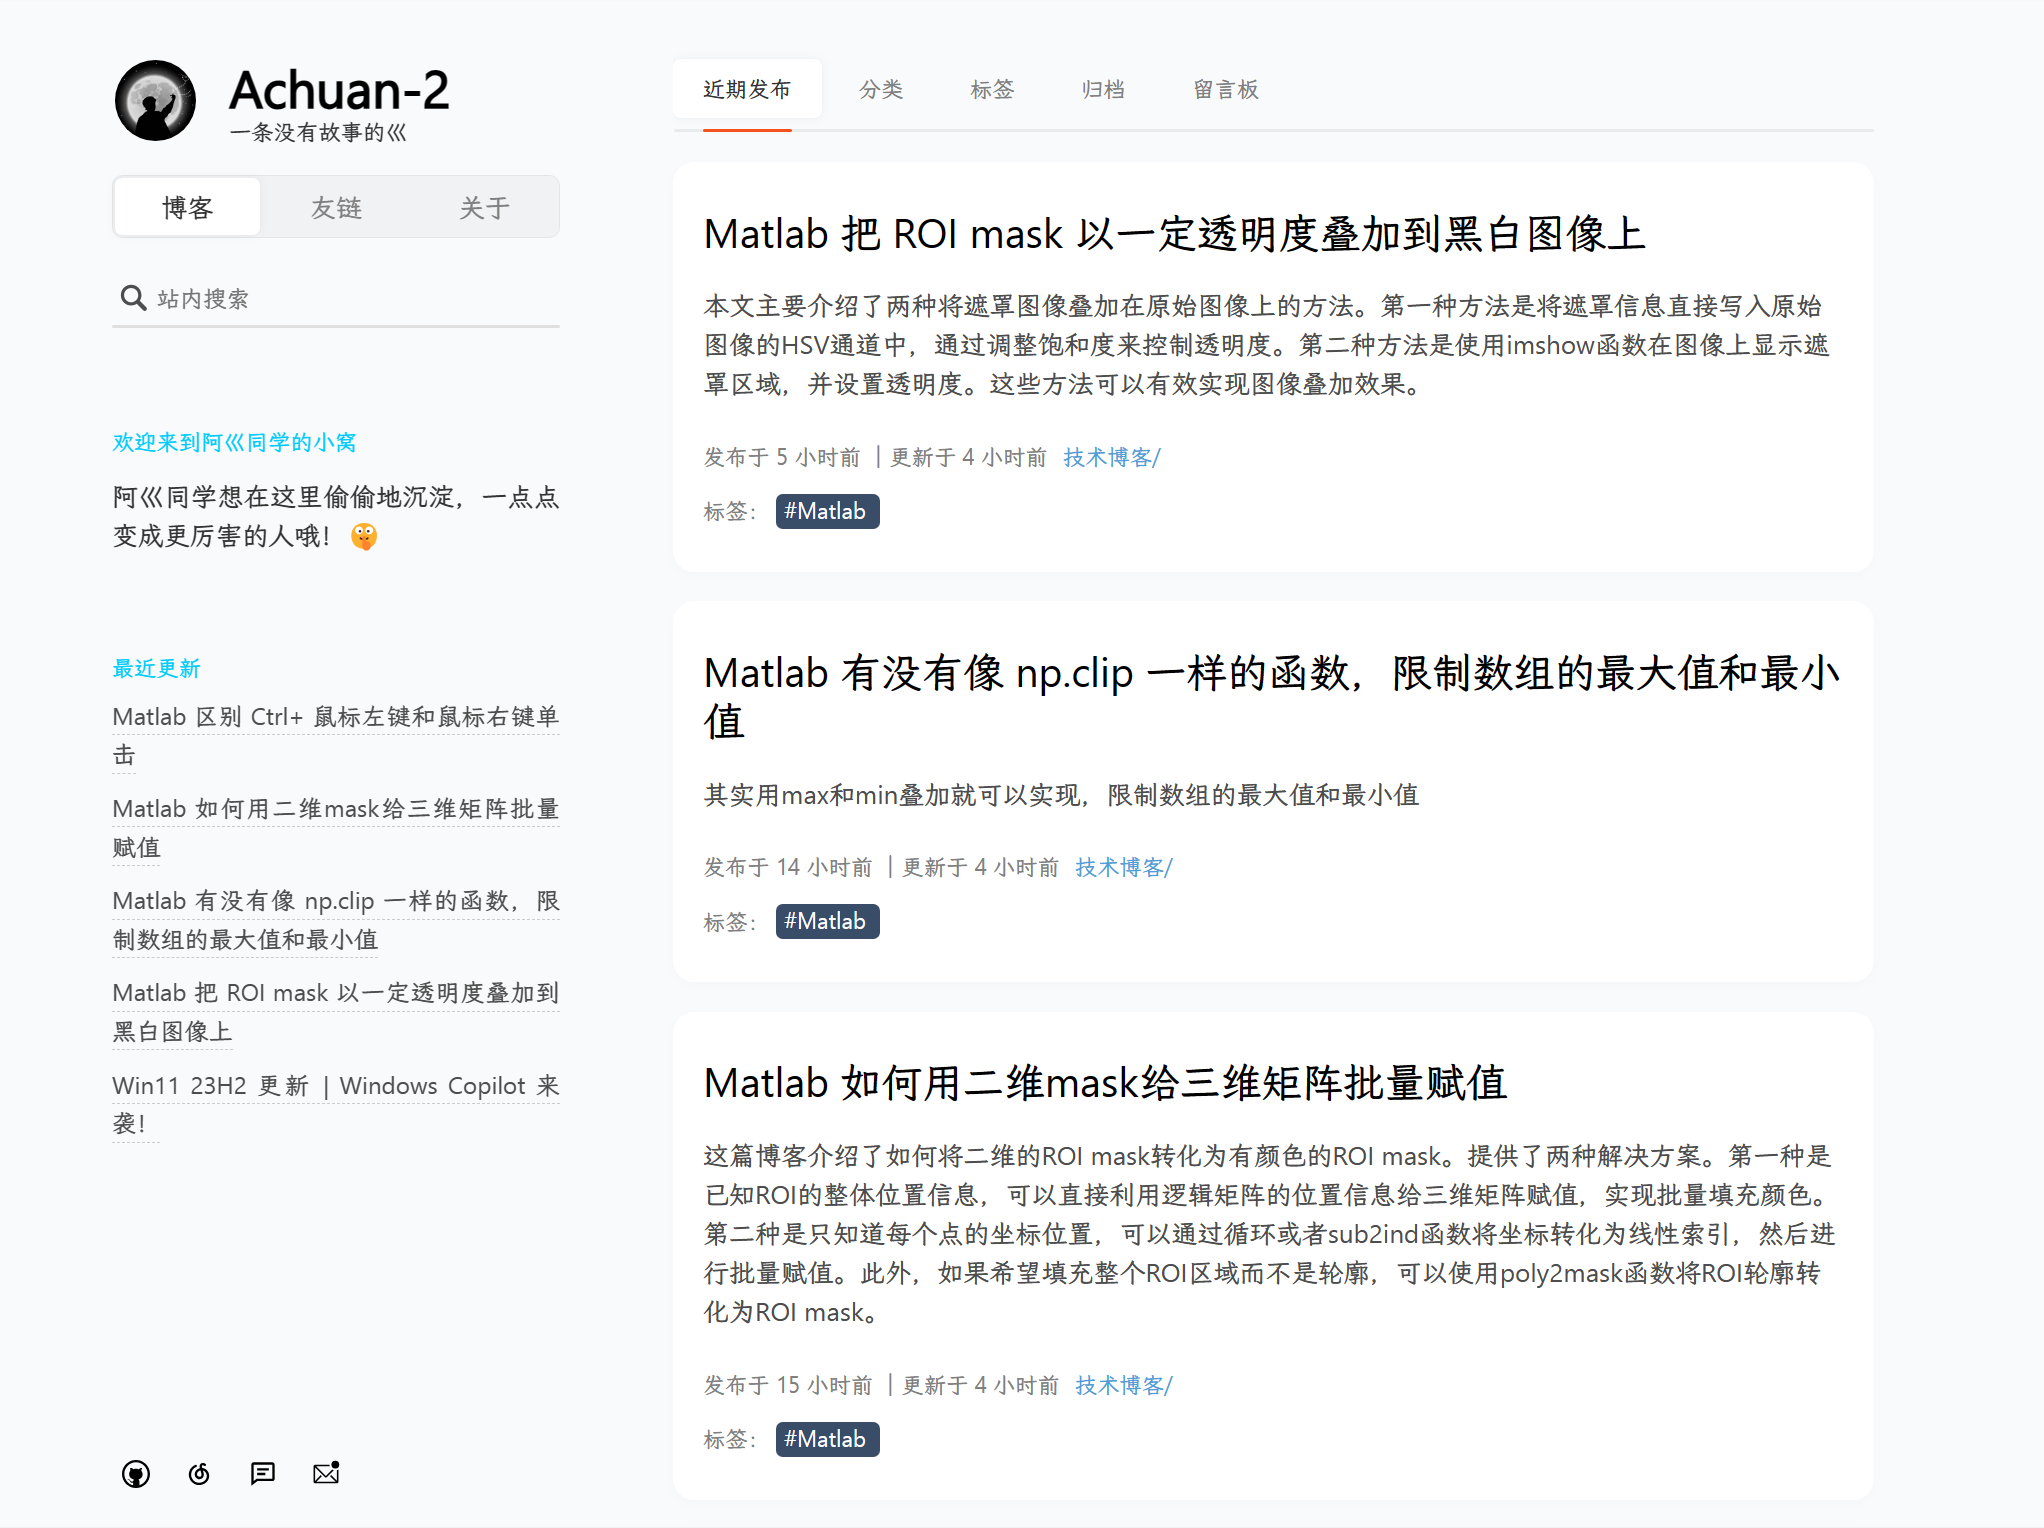 Achuan-2
一条没有故事的巛
博客
友链
关于
站内搜索
欢迎来到阿巛同学的小窝
阿巛同学想在这里偷偷地沉淀，一点点
变成更厉害的人哦！
最近更新
Matlab 区别 Ctrl+ 鼠标左键和鼠标右键单
击
Matlab 如何用二维mask给三维矩阵批量
赋值
Matlab 有没有像 np.clip 一样的函数，限
制数组的最大值和最小值
Matlab 把 ROI mask 以一定透明度叠加到
黑白图像上
Win11 23H2 更新 | Windows Copilot 来
袭！
近期发布
分类
标签
归档
留言板
Matlab 把 ROI mask 以一定透明度叠加到黑白图像上
本文主要介绍了两种将遮罩图像叠加在原始图像上的方法。第一种方法是将遮罩信息直接写入原始
图像的HSV通道中，通过调整饱和度来控制透明度。第二种方法是使用imshow函数在图像上显示遮
罩区域，并设置透明度。这些方法可以有效实现图像叠加效果。
发布于 5 小时前 | 更新于 4 小时前 技术博客/
标签： #Matlab
Matlab 有没有像 np.clip 一样的函数，限制数组的最大值和最小
值
其实用max和min叠加就可以实现，限制数组的最大值和最小值
发布于 14 小时前 | 更新于 4 小时前 技术博客/
标签： #Matlab
Matlab 如何用二维mask给三维矩阵批量赋值
这篇博客介绍了如何将二维的ROI mask转化为有颜色的ROI mask。提供了两种解决方案。第一种是
已知ROI的整体位置信息，可以直接利用逻辑矩阵的位置信息给三维矩阵赋值，实现批量填充颜色。
第二种是只知道每个点的坐标位置，可以通过循环或者sub2ind函数将坐标转化为线性索引，然后进
行批量赋值。此外，如果希望填充整个ROI区域而不是轮廓，可以使用poly2mask函数将ROI轮廓转
化为ROI mask。
发布于 15 小时前 | 更新于 4 小时前 技术博客/
标签： #Matlab